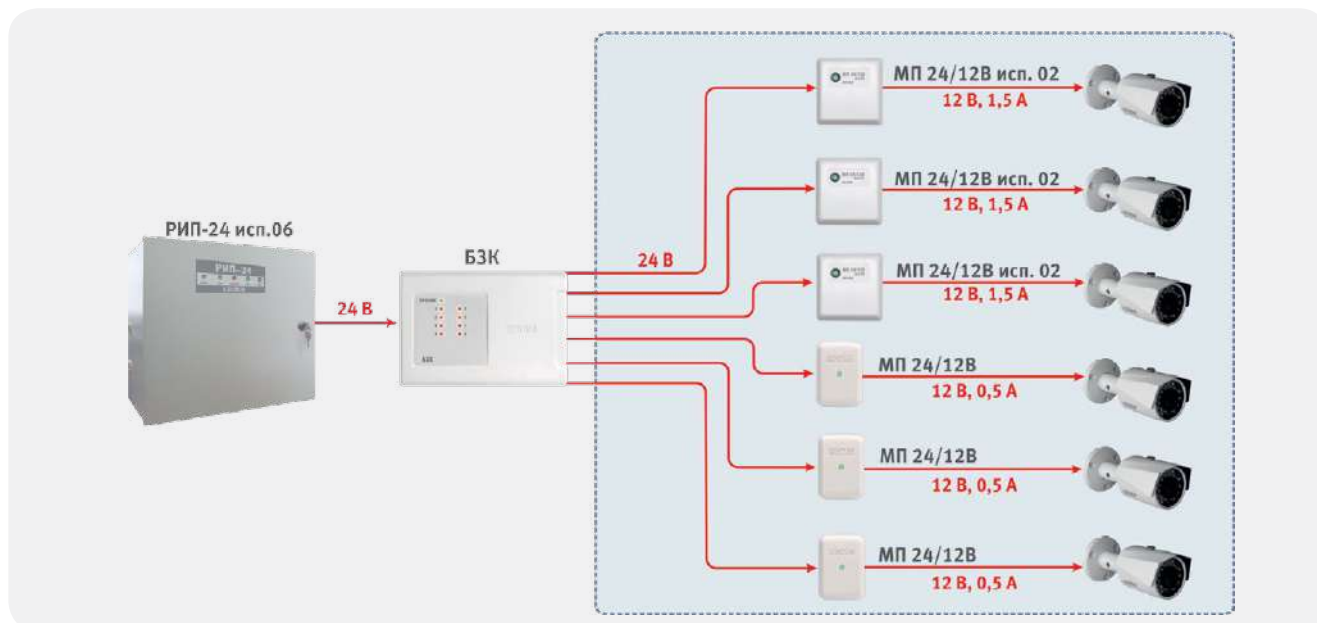 МП 24/12В исп. 02
12 В, 1,5 А
МП 24/12В исп. 02
12 В, 1,5 А
РИП-24 исп.06
РИП-24
БЗК
24 В
24 В
МП 24/12В исп. 02
12 В, 1,5 А
БЗК
МП 24/12В
12 В, 0,5 А
МП 24/12В
12 В, 0,5 А
МП 24/12В
12 В, 0,5 А